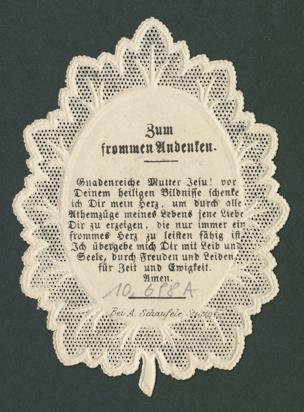 Zum
frommen Andenken.
Gnadenreiche Mutter Jesu! vor
Deinem heiligen Bildnisse schenke
ich Dir mein Herz, um durch alle
Athemzüge meines Lebens jene Liebe
Dir zu erzeigen, die nur immer ein
frommes Herz zu leisten fähig ist.
Ich übergebe mich Dir mit Leib und
Seele, durch Freuden und Leiden,
für Zeit und Ewigkeit.
Amen.
Bei A. Schaufele,